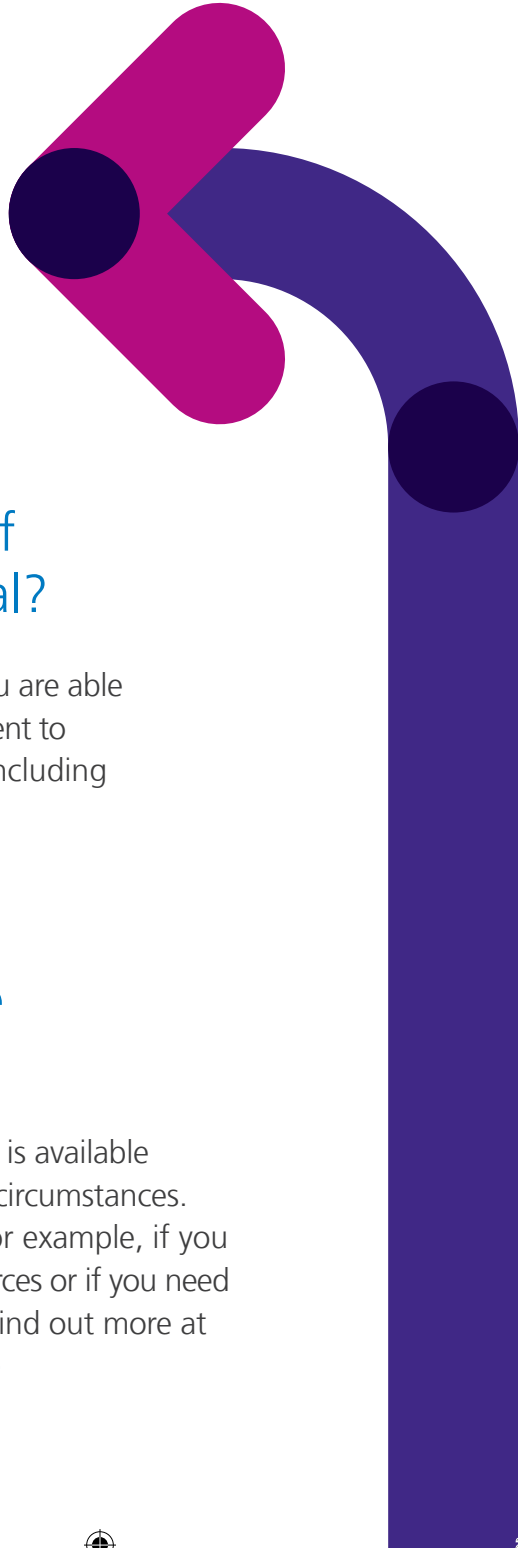 f
al?
u are able
ent to
ncluding
is available
circumstances.
or example, if you
rces or if you need
ind out more at